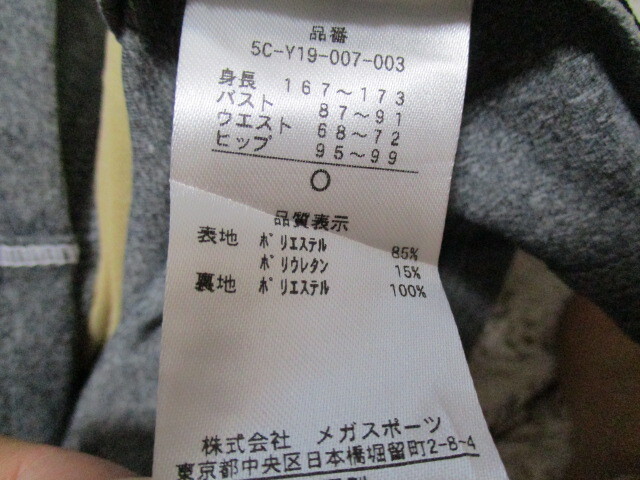 品番
5C-Y19-007-003
身長 167～173
バスト 87～91
ウエスト 68～72
ヒップ 95～99
O
品質表示
表地 ポリエステル 85%
ポリウレタン 15%
裏地 ポリエステル 100%
株式会社 メガスポーツ
東京都中央区日本橋堀留町2-8-4